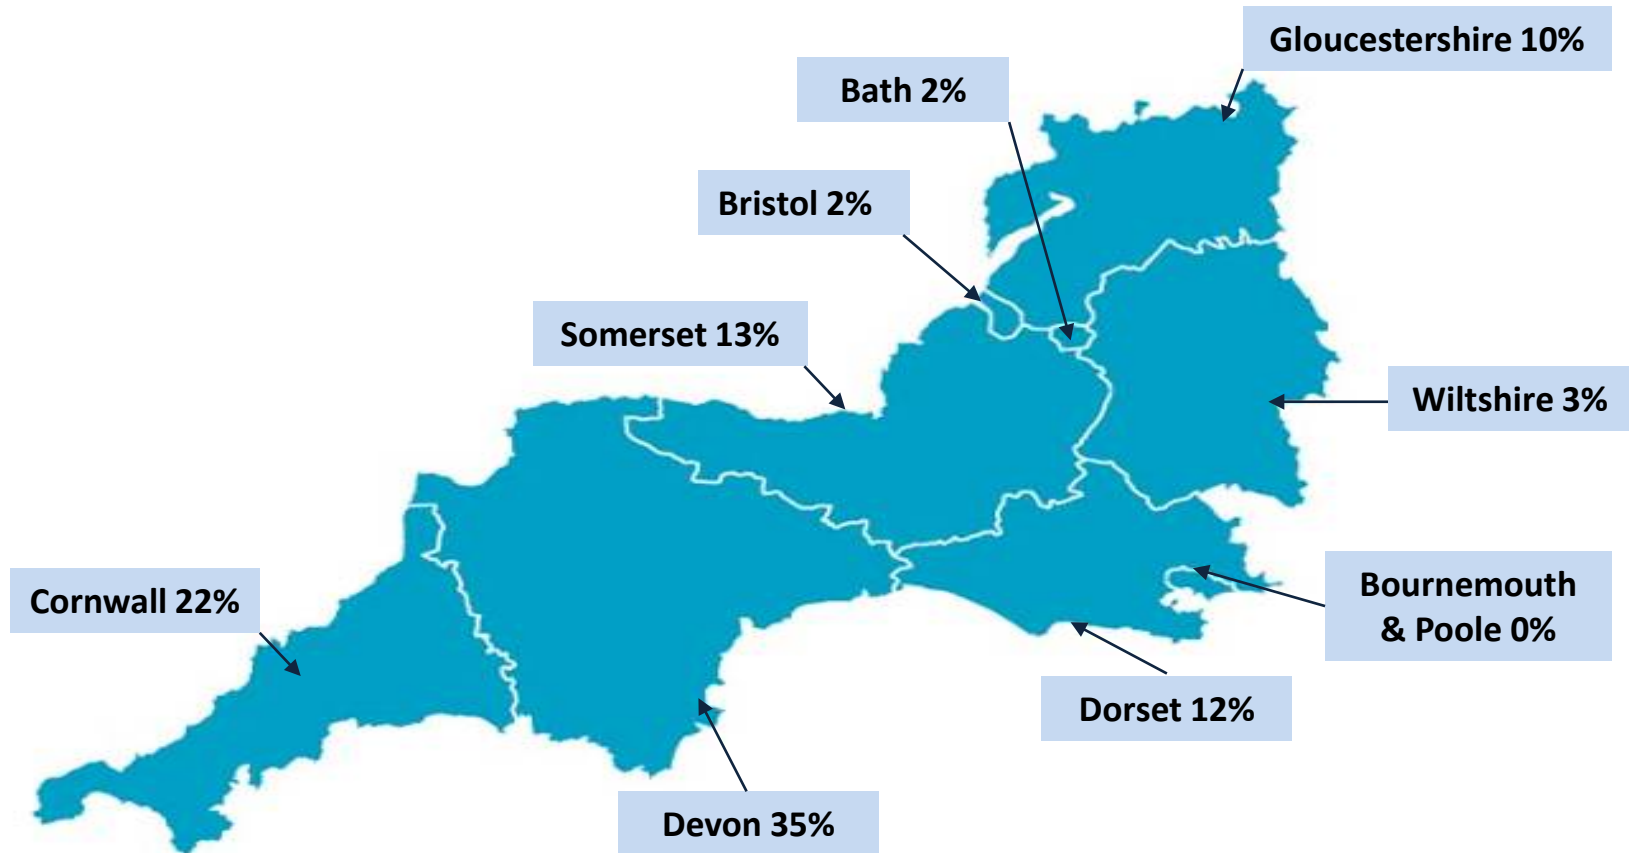 Gloucestershire 10%
Bath 2%
Bristol 2%
Somerset 13%
Wiltshire 3%
Cornwall 22%
Bournemouth
& Poole 0%
Dorset 12%
Devon 35%